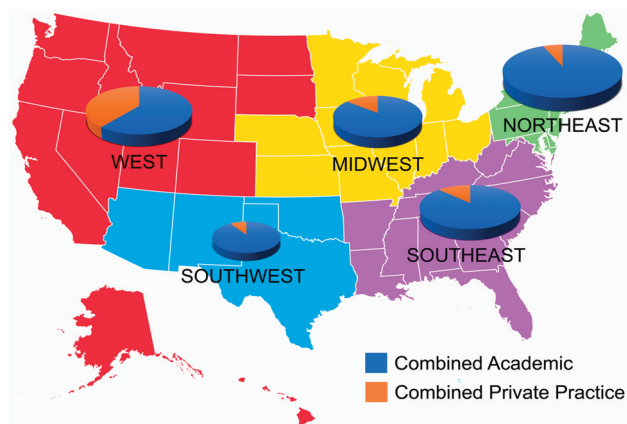 NORTHEAST
WEST
MIDWEST
SOUTHEAST
SOUTHWEST
Combined Academic
Combined Private Practice